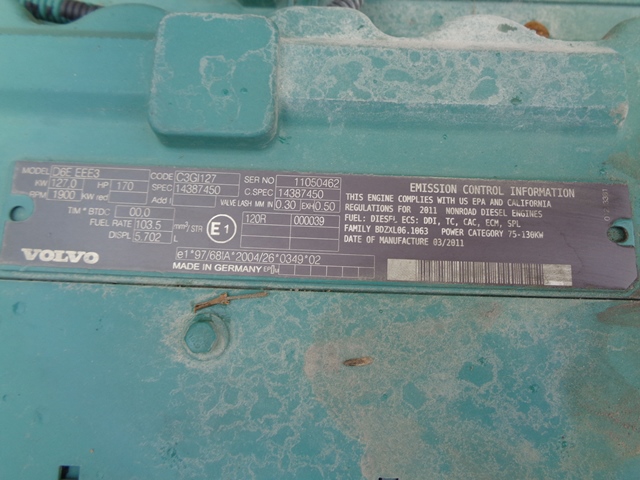 MODEL D6E EEE3 CODE C3GI127 SER NO 11050462
KW 127.0 HP 170 SPEC 14387450 C SPEC 14387450
RPM 1900 KW red Add I VALVE LASH MM IN 0.30 EXH 0.50
TIM °BTDC 00.0 E1 120R 000039
FUEL RATE 103.5 mm³/STR
DISPL 5.702 L
VOLVO e1*97/68IA*2004/26*0349*02
MADE IN GERMANY
EMISSION CONTROL INFORMATION
THIS ENGINE COMPLIES WITH US EPA AND CALIFORNIA
REGULATIONS FOR 2011 NONROAD DIESEL ENGINES
FUEL: DIESEL ECS: DDI, TC, CAC, ECM, SPL
FAMILY BDZXL06.1063 POWER CATEGORY 75-130KW
DATE OF MANUFACTURE 03/2011